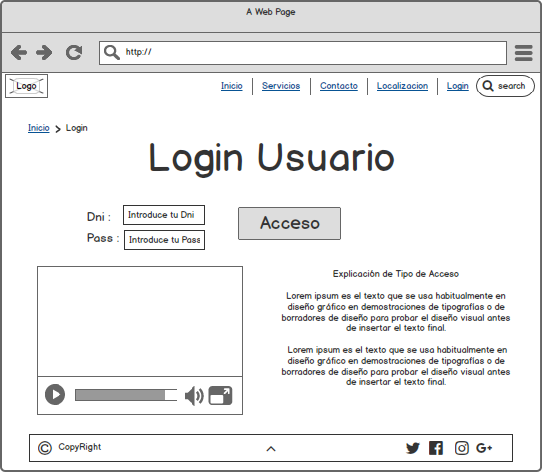 A Web Page
http://
Logo
Inicio
Servicios
Contacto
Localizacion
Login
search
Inicio > Login
Login Usuario
Dni :
Introduce tu Dni
Acceso
Pass :
Introduce tu Pass
Explicación de Tipo de Acceso
Lorem ipsum es el texto que se usa habitualmente en
diseño gráfico en demostraciones de tipografías o de
borradores de diseño para probar el diseño visual antes
de insertar el texto final.
Lorem ipsum es el texto que se usa habitualmente en
diseño gráfico en demostraciones de tipografías o de
borradores de diseño para probar el diseño visual antes
de insertar el texto final.
© CopyRight
G+